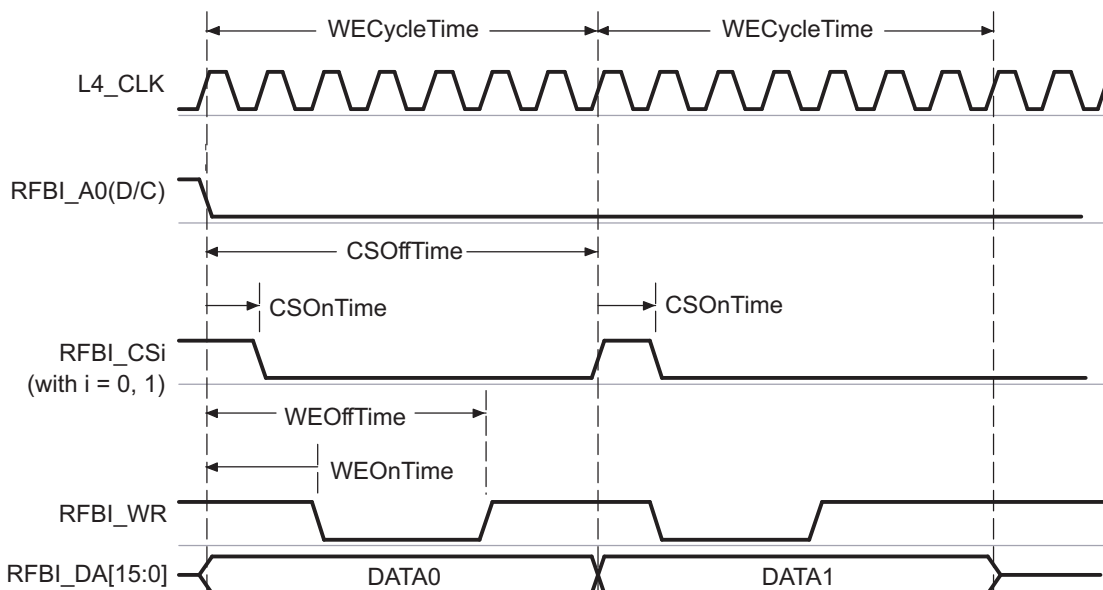 WECycleTime WECycleTime
L4_CLK
RFBI_A0(D/C)
CSOffTime
CSOnTime CSOnTime
RFBI_CSi
(with i = 0, 1)
WEOffTime
WEOnTime
RFBI_WR
RFBI_DA[15:0] DATA0 DATA1